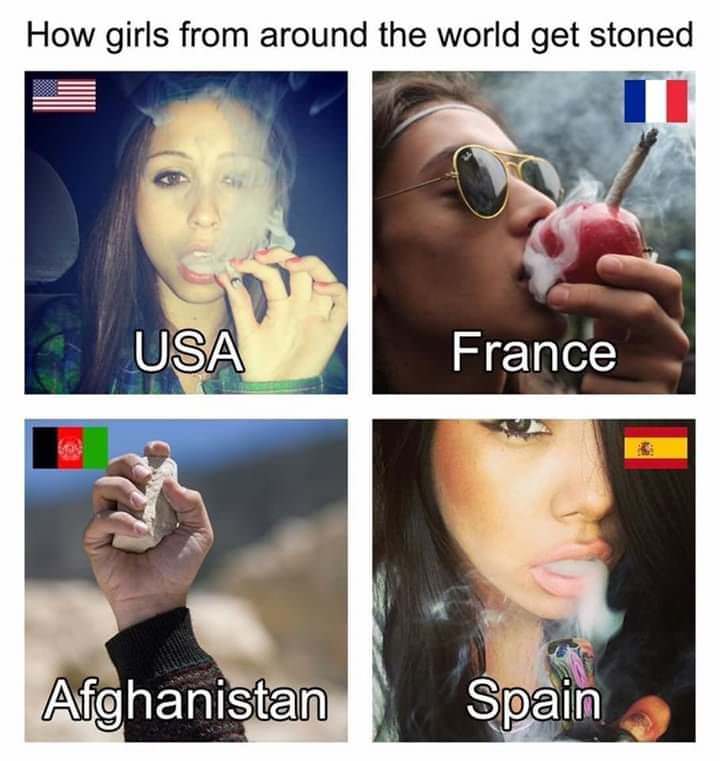 How girls from around the world get stoned
USA
France
Afghanistan
Spain